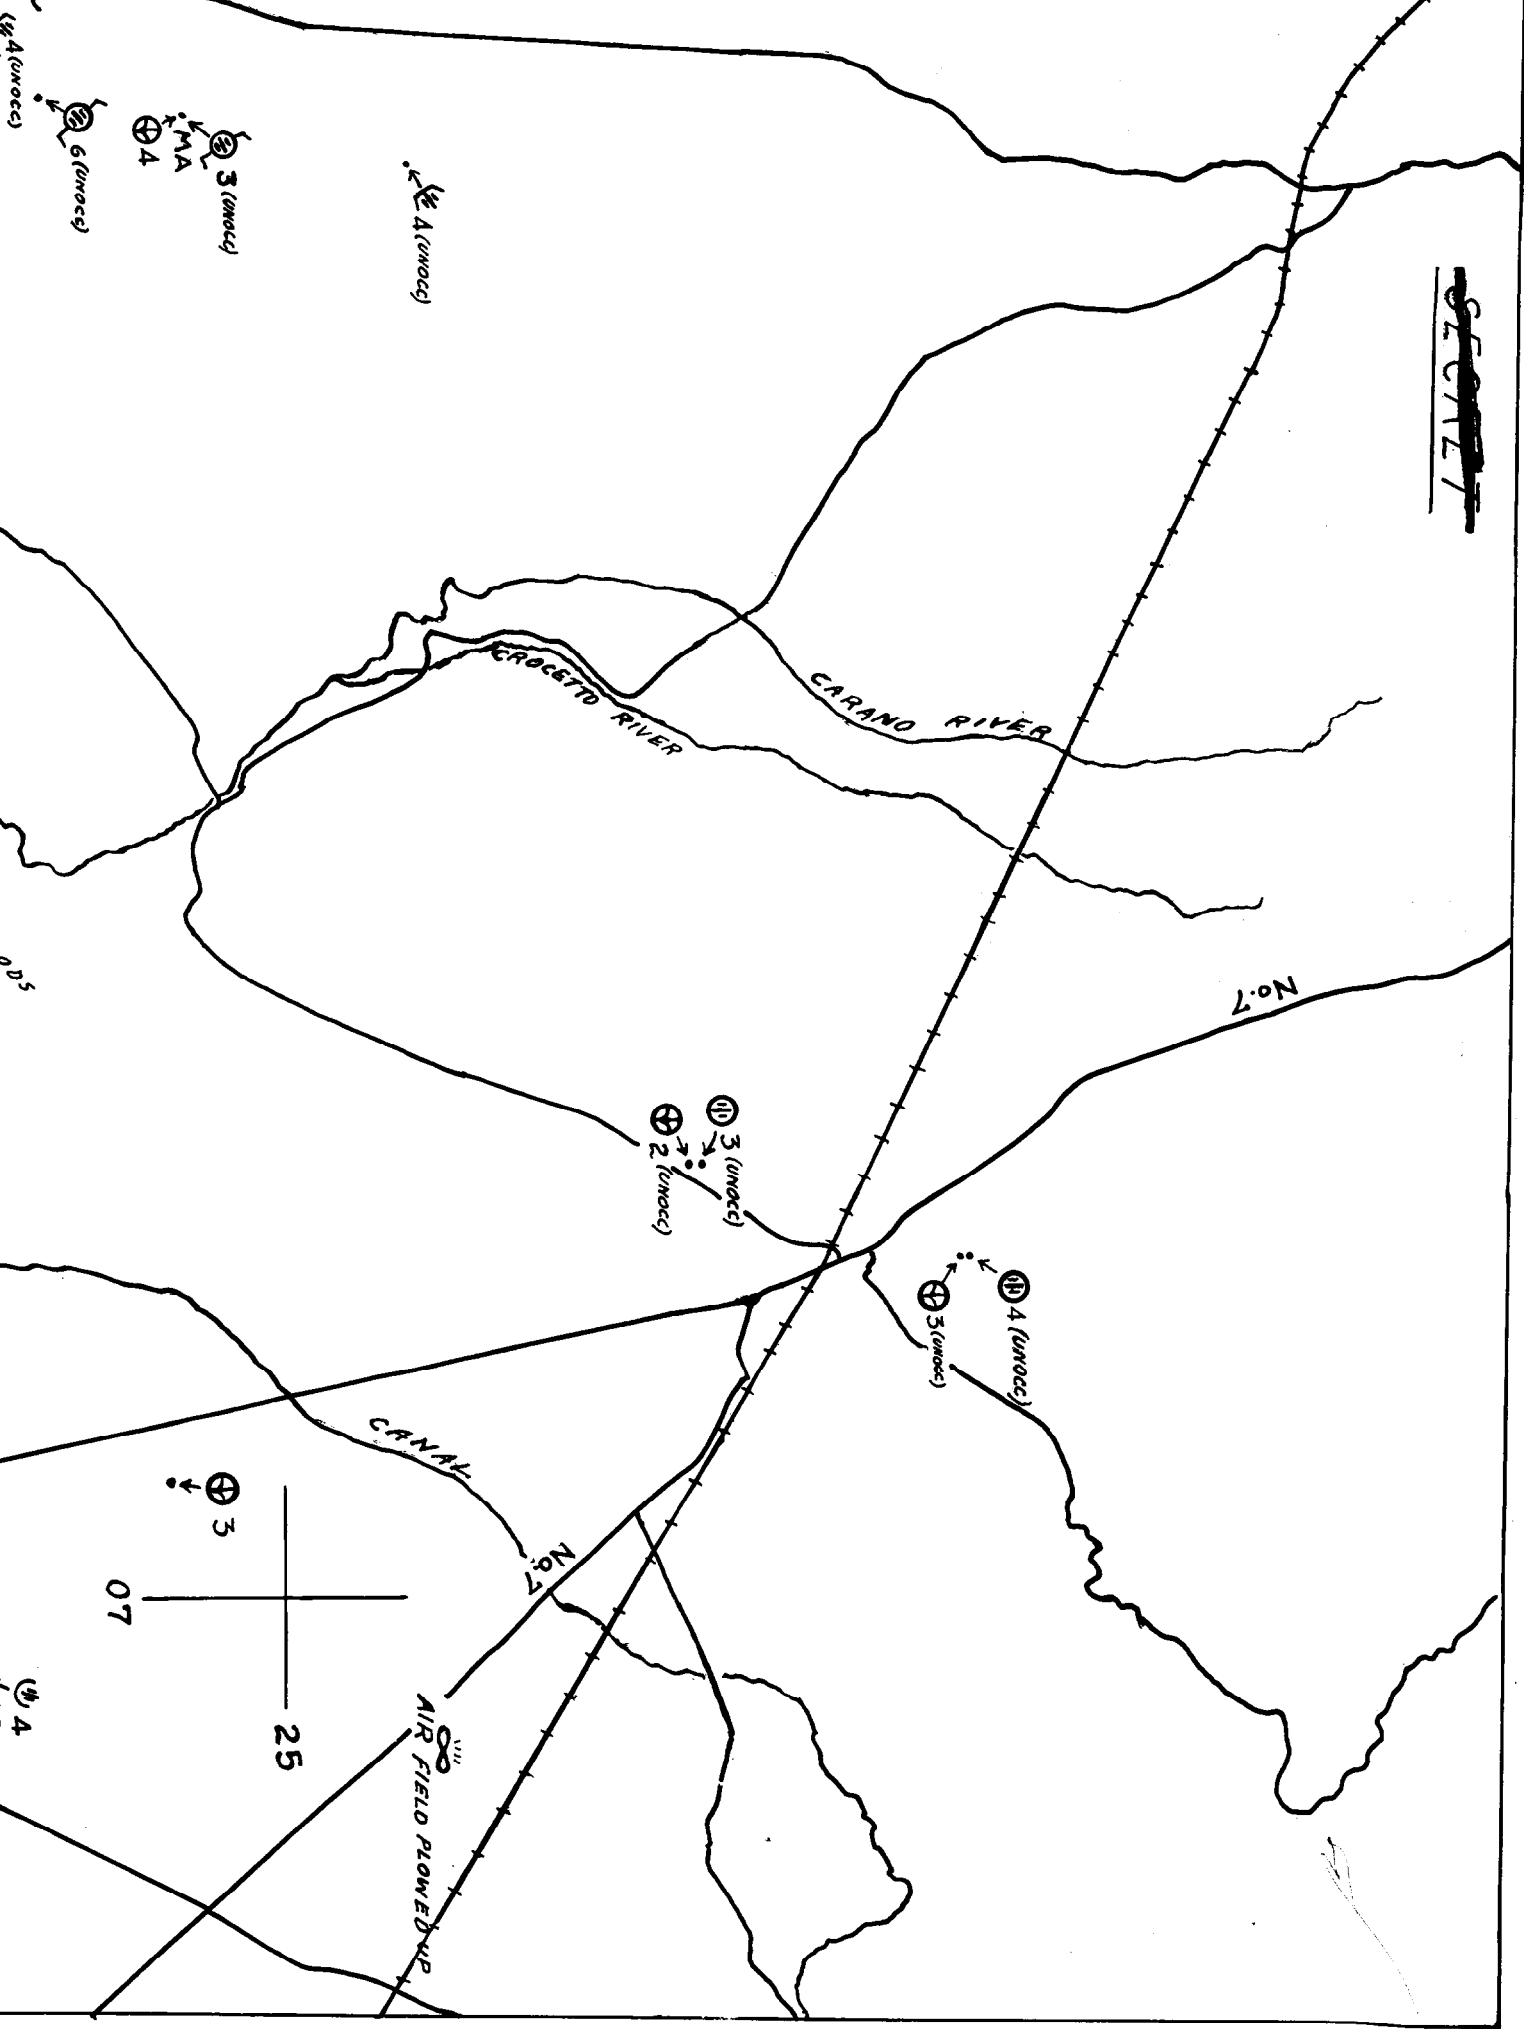 SECRET
SECRET
No.7
4 (UNOCC)
3 (UNOCC)
CARANO RIVER
3 (UNOCC)
2 (UNOCC)
CROCETTO RIVER
4 (UNOCC)
3 (UNOCC)
MA
4
6 (UNOCC)
4 (UNOCC)
No.7
CANAL
AIR FIELD PLOWED UP
25
3
07
4